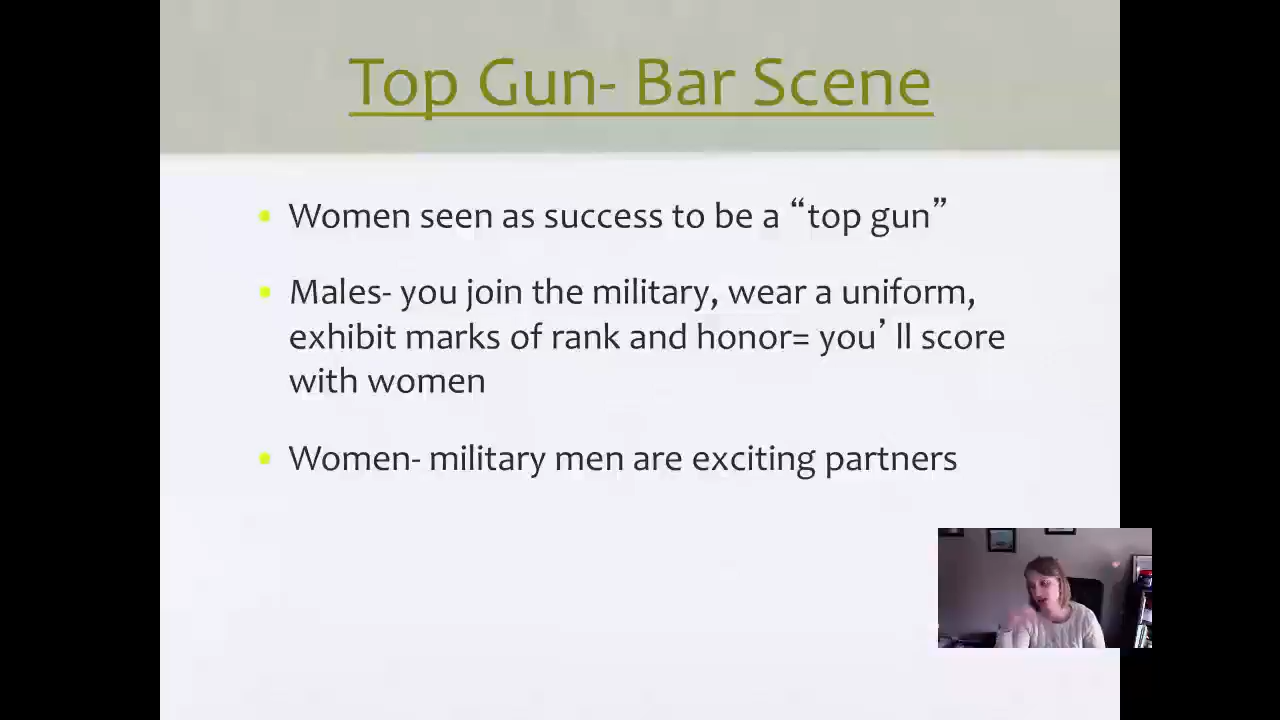 Top Gun- Bar Scene
Women seen as success to be a “top gun”
Males- you join the military, wear a uniform,
exhibit marks of rank and honor= you’ ll score
with women
Women- military men are exciting partners